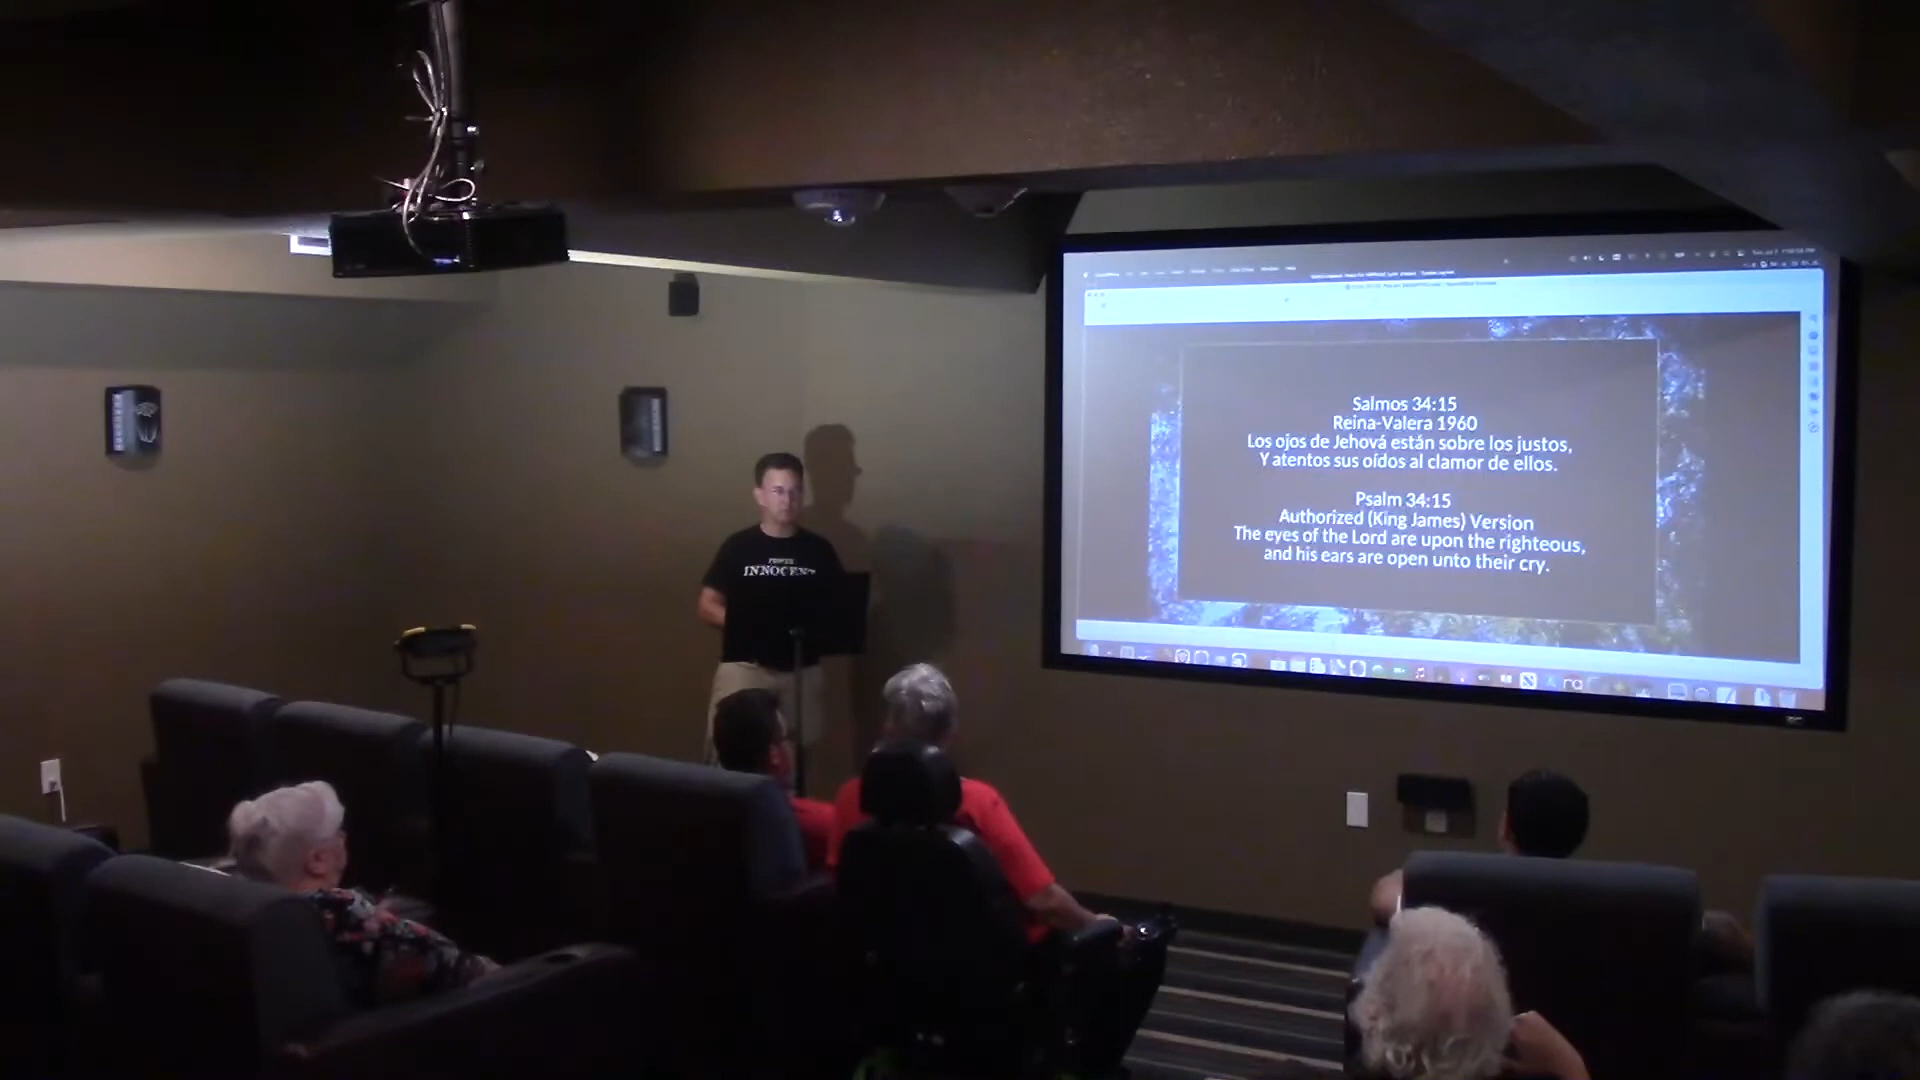 PROVEN
INNOCENT
Salmos 34:15
Reina-Valera 1960
Los ojos de Jehová están sobre los justos,
Y atentos sus oídos al clamor de ellos.
Psalm 34:15
Authorized (King James) Version
The eyes of the Lord are upon the righteous,
and his ears are open unto their cry.